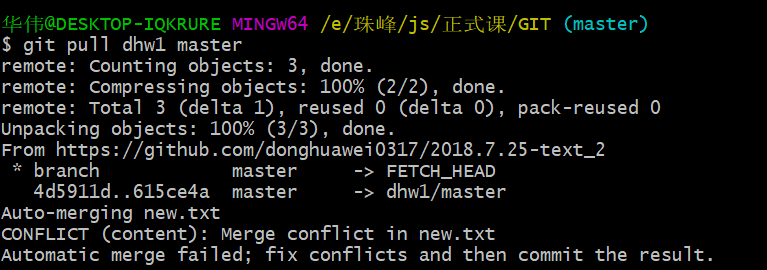 华伟@DESKTOP-IQKRURE MINGW64 /e/珠峰/js/正式课/GIT (master)
$ git pull dhw1 master
remote: Counting objects: 3, done.
remote: Compressing objects: 100% (2/2), done.
remote: Total 3 (delta 1), reused 0 (delta 0), pack-reused 0
Unpacking objects: 100% (3/3), done.
From https://github.com/donghuawei0317/2018.7.25-text_2
 * branch            master     -> FETCH_HEAD
   4d5911d..615ce4a  master     -> dhw1/master
Auto-merging new.txt
CONFLICT (content): Merge conflict in new.txt
Automatic merge failed; fix conflicts and then commit the result.